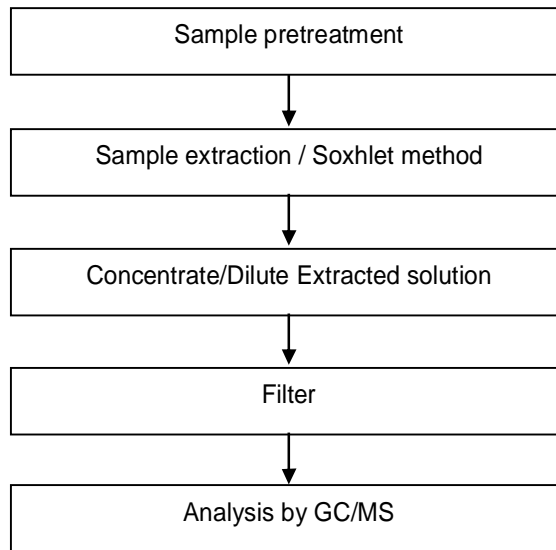 Sample pretreatment
Sample extraction / Soxhlet method
Concentrate/Dilute Extracted solution
Filter
Analysis by GC/MS